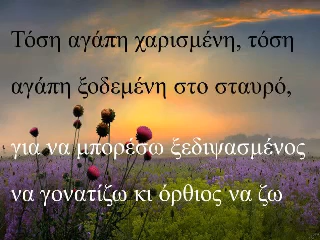 Τόση αγάπη χαρισμένη, τόση
αγάπη ξοδεμένη στο σταυρό,
για να μπορέσω ξεδιψασμένος
να γονατίζω κι όρθιος να ζω